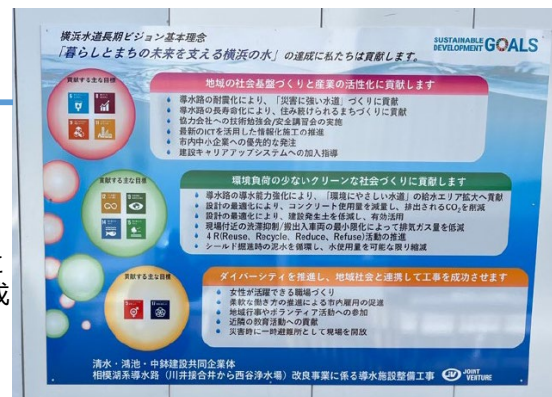 横浜水道長期ビジョン基本理念
「暮らしとまちの未来を支える横浜の水」の達成に私たちは貢献します。
SUSTAINABLE DEVELOPMENT GOALS
貢献する主な目標
地域の社会基盤づくりと産業の活性化に貢献します
導水路の耐震化により、「災害に強い水道」づくりに貢献
導水路の長寿命化により、住み続けられるまちづくりに貢献
協力会社への技術勉強会/安全講習会の実施
最新のICTを活用した情報化施工の推進
市内中小企業への優先的な発注
建設キャリアアップシステムへの加入指導
貢献する主な目標
環境負荷の少ないクリーンな社会づくりに貢献します
導水路の導水能力強化により、「環境にやさしい水道」の給水エリア拡大へ貢献
設計の最適化により、コンクリート使用量を減量し、排出されるCO₂を削減
設計の最適化により、建設発生土を低減し、有効活用
現場付近の渋滞抑制/搬出入車両の最小限化によって排気ガス量を低減
4R(Reuse、Recycle、Reduce、Refuse)活動の推進
シールド掘進時の泥水を循環し、水使用量を可能な限り縮減
貢献する主な目標
ダイバーシティを推進し、地域社会と連携して工事を成功させます
女性が活躍できる職場づくり
柔軟な働き方の推進による市内雇用の促進
地域行事やボランティア活動への参加
近隣の教育活動への貢献
災害時に一時避難所として現場を開放
清水・鴻池・中鉢建設共同企業体
相模湖系導水路（川井接合井から西谷浄水場）改良事業に係る導水施設整備工事
JV JOINT VENTURE